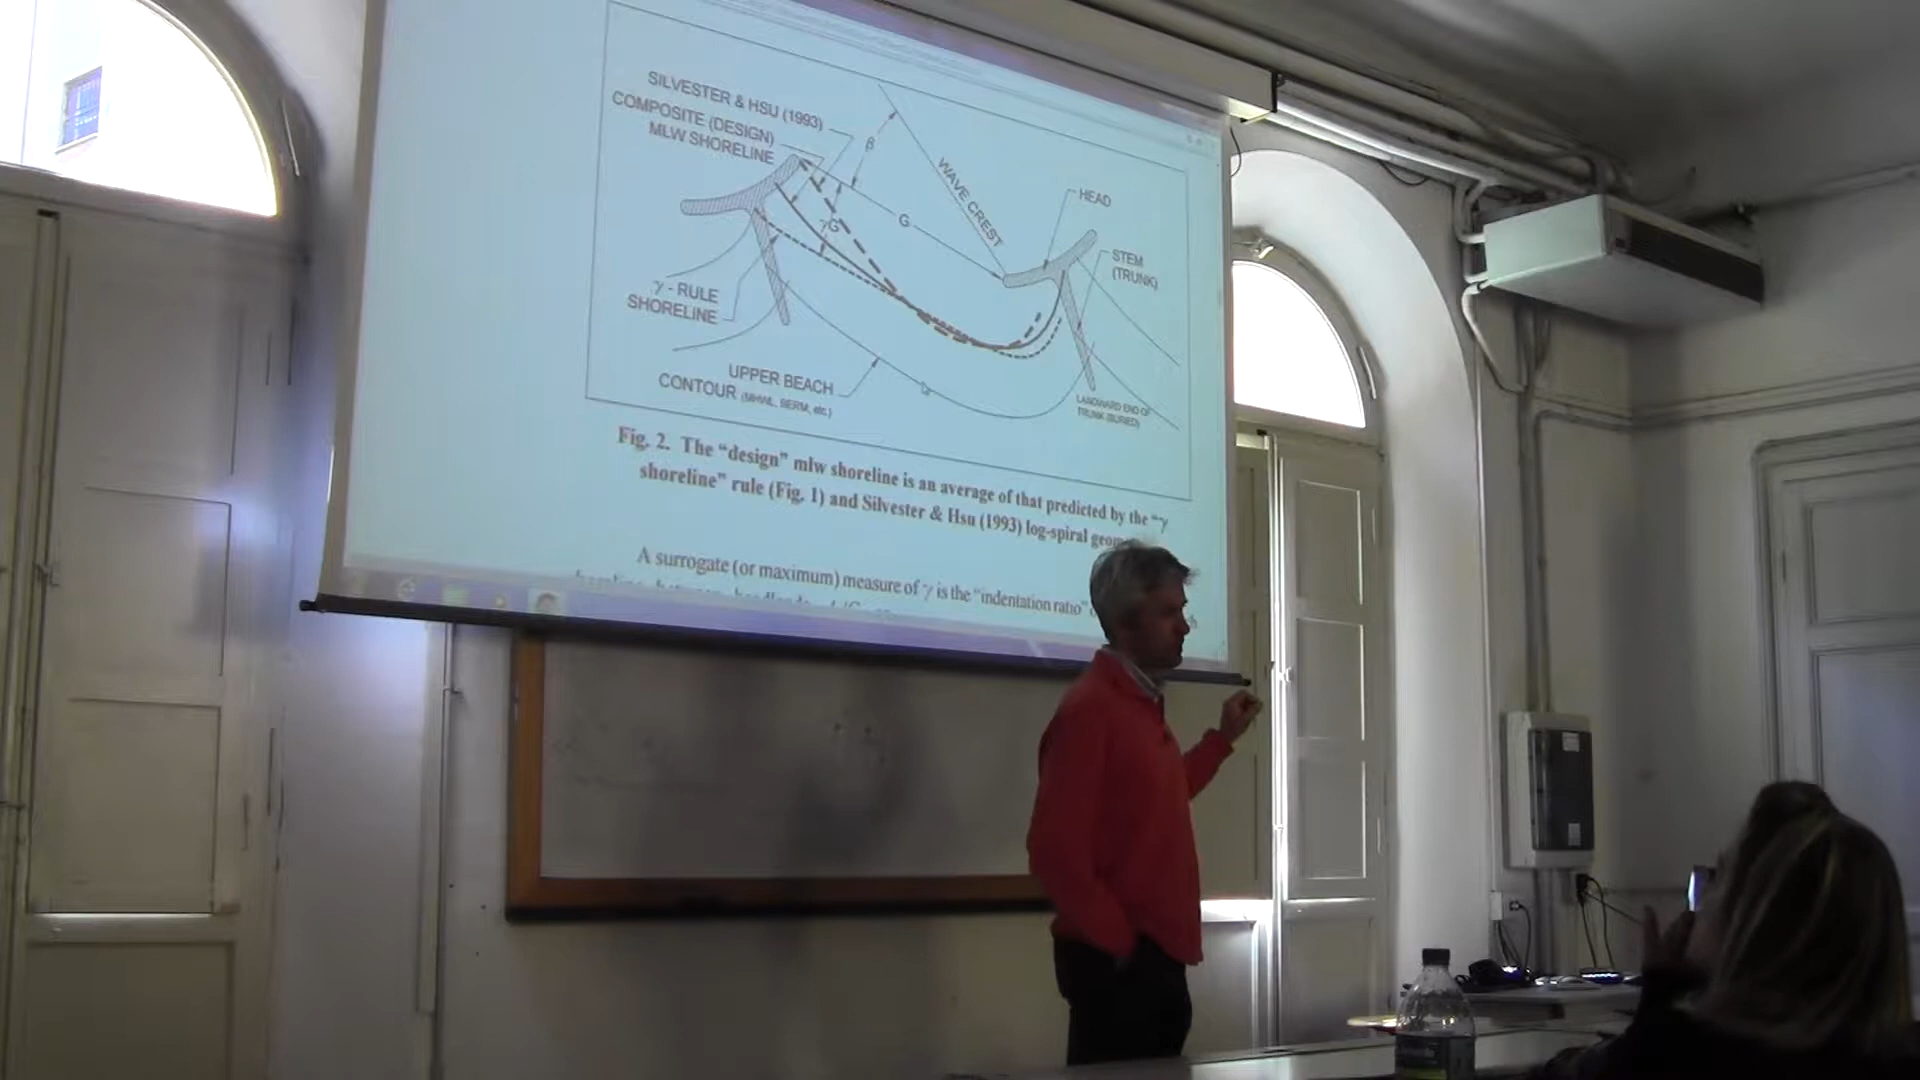 SILVESTER & HSU (1993)
COMPOSITE (DESIGN)
MLW SHORELINE
β
WAVE CREST
HEAD
G
γG
STEM
(TRUNK)
γ - RULE
SHORELINE
UPPER BEACH
CONTOUR (MHWL, BERM, etc.)
LANDWARD END OF
TRUNK (BURIED)
Fig. 2. The “design” mlw shoreline is an average of that predicted by the “γ
shoreline” rule (Fig. 1) and Silvester & Hsu (1993) log-spiral
A surrogate (or maximum) measure of γ is the “indentation ratio”